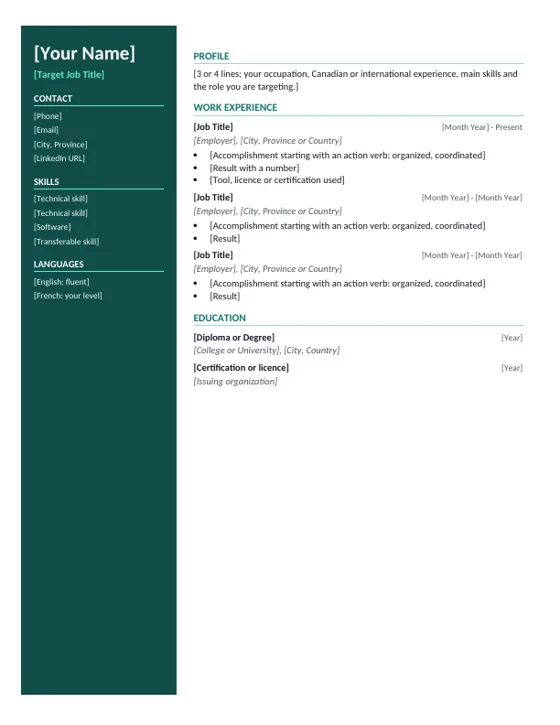 [Your Name]
[Target Job Title]
CONTACT
[Phone]
[Email]
[City, Province]
[LinkedIn URL]
SKILLS
[Technical skill]
[Technical skill]
[Software]
[Transferable skill]
LANGUAGES
[English: fluent]
[French: your level]
PROFILE
[3 or 4 lines: your occupation, Canadian or international experience, main skills and
the role you are targeting.]
WORK EXPERIENCE
[Job Title] [Month Year] - Present
[Employer], [City, Province or Country]
• [Accomplishment starting with an action verb: organized, coordinated]
• [Result with a number]
• [Tool, licence or certification used]
[Job Title] [Month Year] - [Month Year]
[Employer], [City, Province or Country]
• [Accomplishment starting with an action verb: organized, coordinated]
• [Result]
[Job Title] [Month Year] - [Month Year]
[Employer], [City, Province or Country]
• [Accomplishment starting with an action verb: organized, coordinated]
• [Result]
EDUCATION
[Diploma or Degree] [Year]
[College or University], [City, Country]
[Certification or licence] [Year]
[Issuing organization]